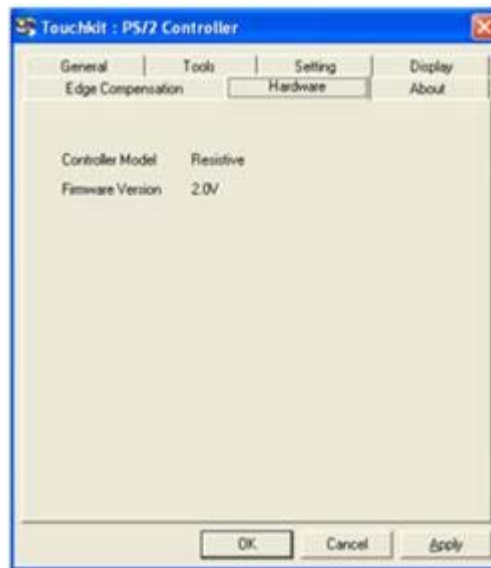 Touchkit : PS/2 Controller
General Tools Setting Display
Edge Compensation Hardware About
Controller Model Resistive
Firmware Version 2.0V
OK Cancel Apply